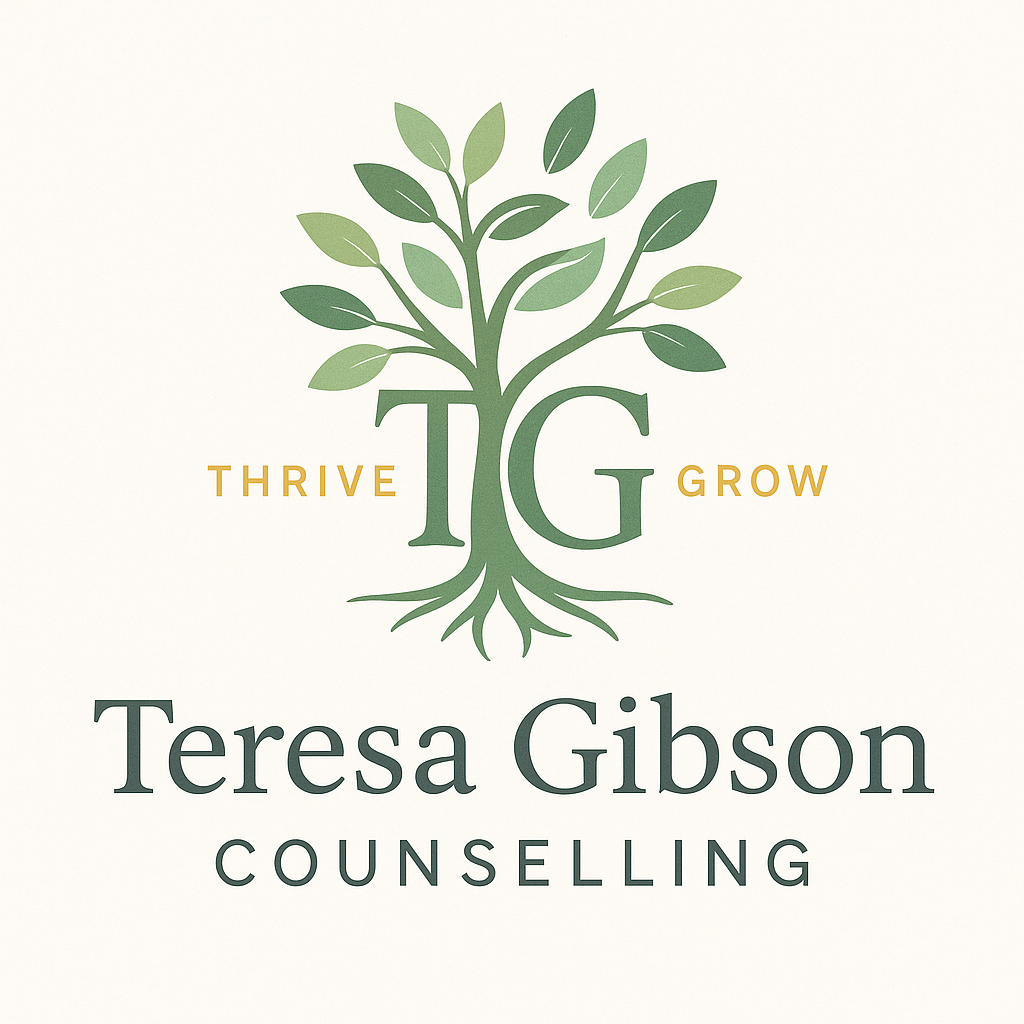 THRIVE TG GROW
Teresa Gibson
COUNSELLING